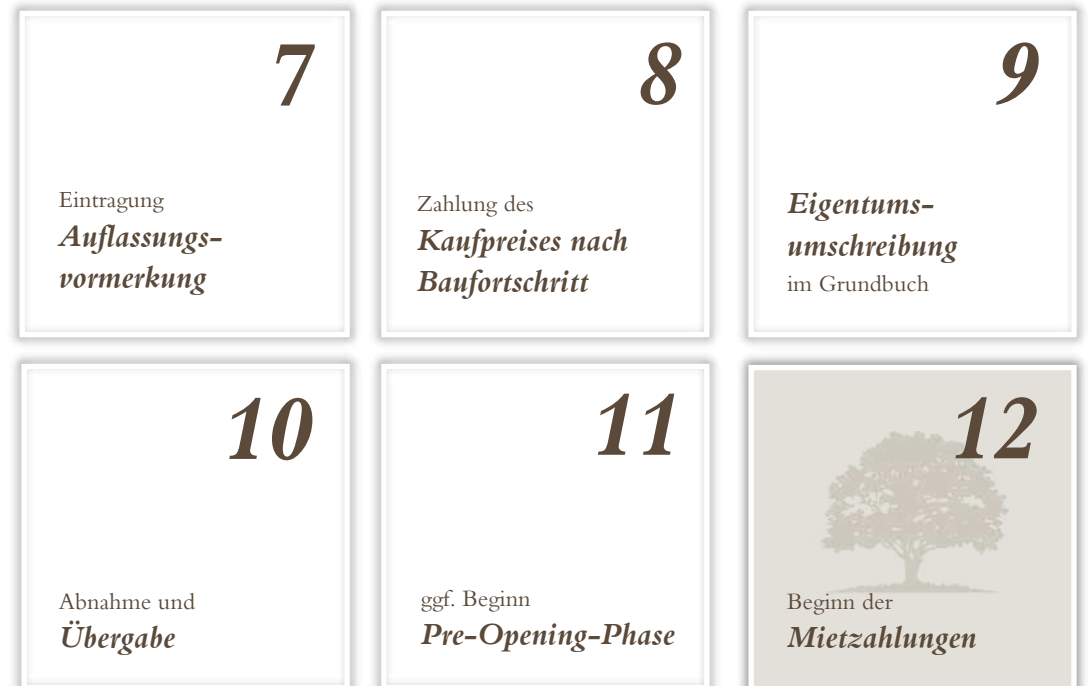 7
Eintragung
Auflassungs-
vormerkung
8
Zahlung des
Kaufpreises nach
Baufortschritt
9
Eigentums-
umschreibung
im Grundbuch
10
Abnahme und
Übergabe
11
ggf. Beginn
Pre-Opening-Phase
12
Beginn der
Mietzahlungen